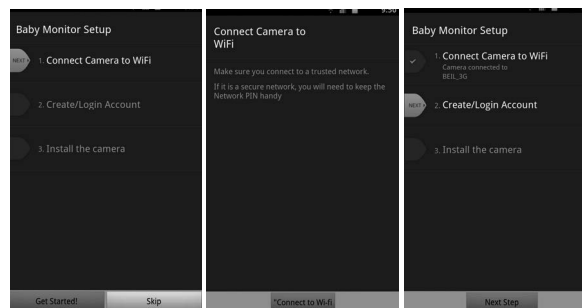 Baby Monitor Setup
NEXT
1. Connect Camera to WiFi
2. Create/Login Account
3. Install the camera
Get Started!
Skip
9:50
Connect Camera to
WiFi
Make sure you connect to a trusted network.
If it is a secure network, you will need to keep the
Network PIN handy
"Connect to Wi-fi
Baby Monitor Setup
1. Connect Camera to WiFi
Camera connected to
BEIL_3G
NEXT
2. Create/Login Account
3. Install the camera
Next Step